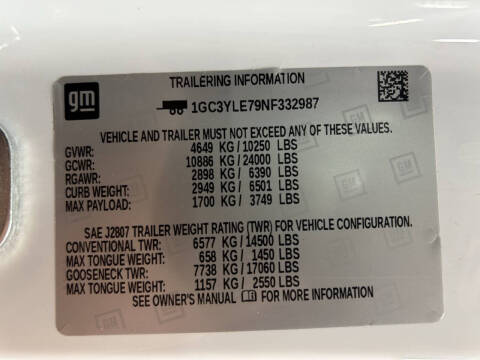 gm
TRAILERING INFORMATION
1GC3YLE79NF332987
VEHICLE AND TRAILER MUST NOT EXCEED ANY OF THESE VALUES.
GVWR: 4649 KG/10250 LBS
GCWR: 10886 KG/24000 LBS
RGAWR: 2898 KG/ 6390 LBS
CURB WEIGHT: 2949 KG/ 6501 LBS
MAX PAYLOAD: 1700 KG/ 3749 LBS
SAE J2807 TRAILER WEIGHT RATING (TWR) FOR VEHICLE CONFIGURATION.
CONVENTIONAL TWR: 6577 KG/14500 LBS
MAX TONGUE WEIGHT: 658 KG/ 1450 LBS
GOOSENECK TWR: 7738 KG/17060 LBS
MAX TONGUE WEIGHT: 1157 KG/ 2550 LBS
SEE OWNER'S MANUAL FOR MORE INFORMATION